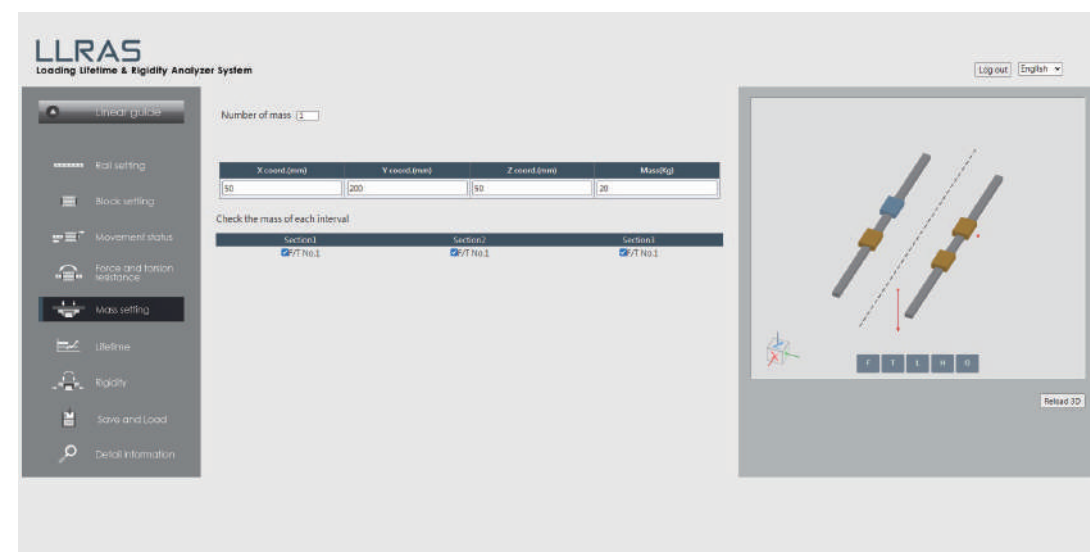 LLRAS
Loading Lifetime & Rigidity Analyzer System
Log out English
Linear guide
Rail setting
Block setting
Movement status
Force and torsion
resistance
Mass setting
Lifetime
Rigidity
Save and Load
Detail information
Number of mass 1
X coord.(mm) Y coord.(mm) Z coord.(mm) Mass(Kg)
50 200 50 20
Check the mass of each interval
Section1 Section2 Section3
F/T No.1 F/T No.1 F/T No.1
F T L H O
Reload 3D